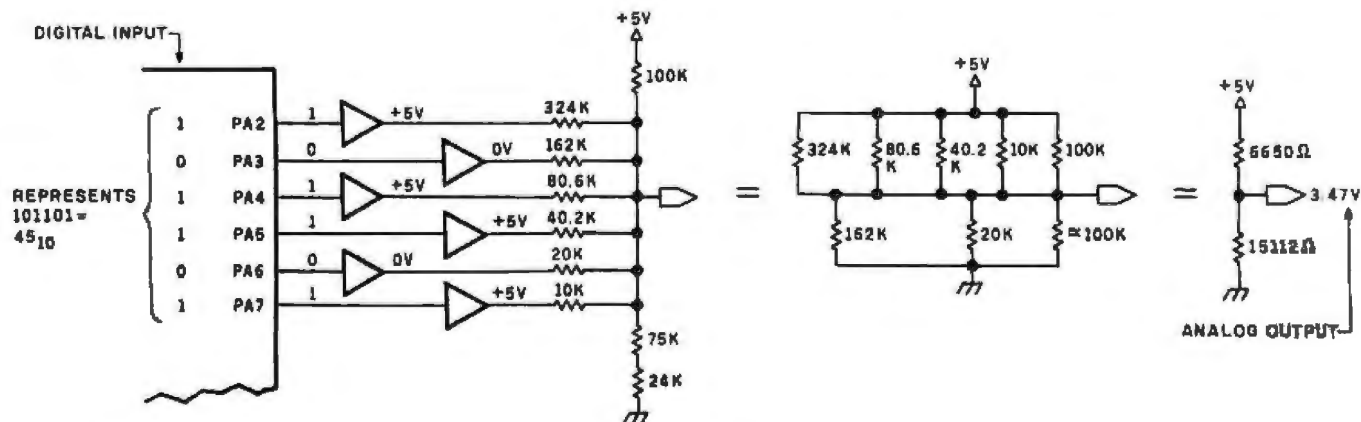 DIGITAL INPUT
REPRESENTS
101101 =
45₁₀
1 PA2 1 +5V 324K
0 PA3 0 0V 162K
1 PA4 1 +5V 80.6K
1 PA5 1 +5V 40.2K
0 PA6 0 0V 20K
1 PA7 1 +5V 10K
+5V
100K
75K
24K
=
+5V
324K
80.6
K
40.2
K
10K
100K
162K
20K
≈100K
=
+5V
6650Ω
3.47V
15112Ω
ANALOG OUTPUT